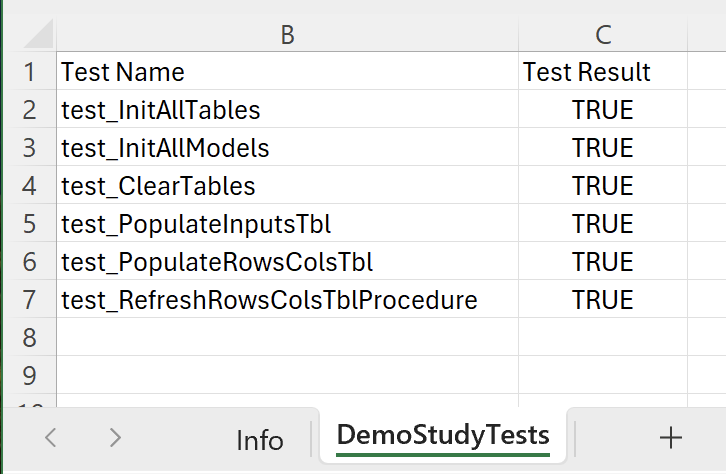 B C
1 Test Name Test Result
2 test_InitAllTables TRUE
3 test_InitAllModels TRUE
4 test_ClearTables TRUE
5 test_PopulateInputsTbl TRUE
6 test_PopulateRowsColsTbl TRUE
7 test_RefreshRowsColsTblProcedure TRUE
8
9
Info DemoStudyTests +